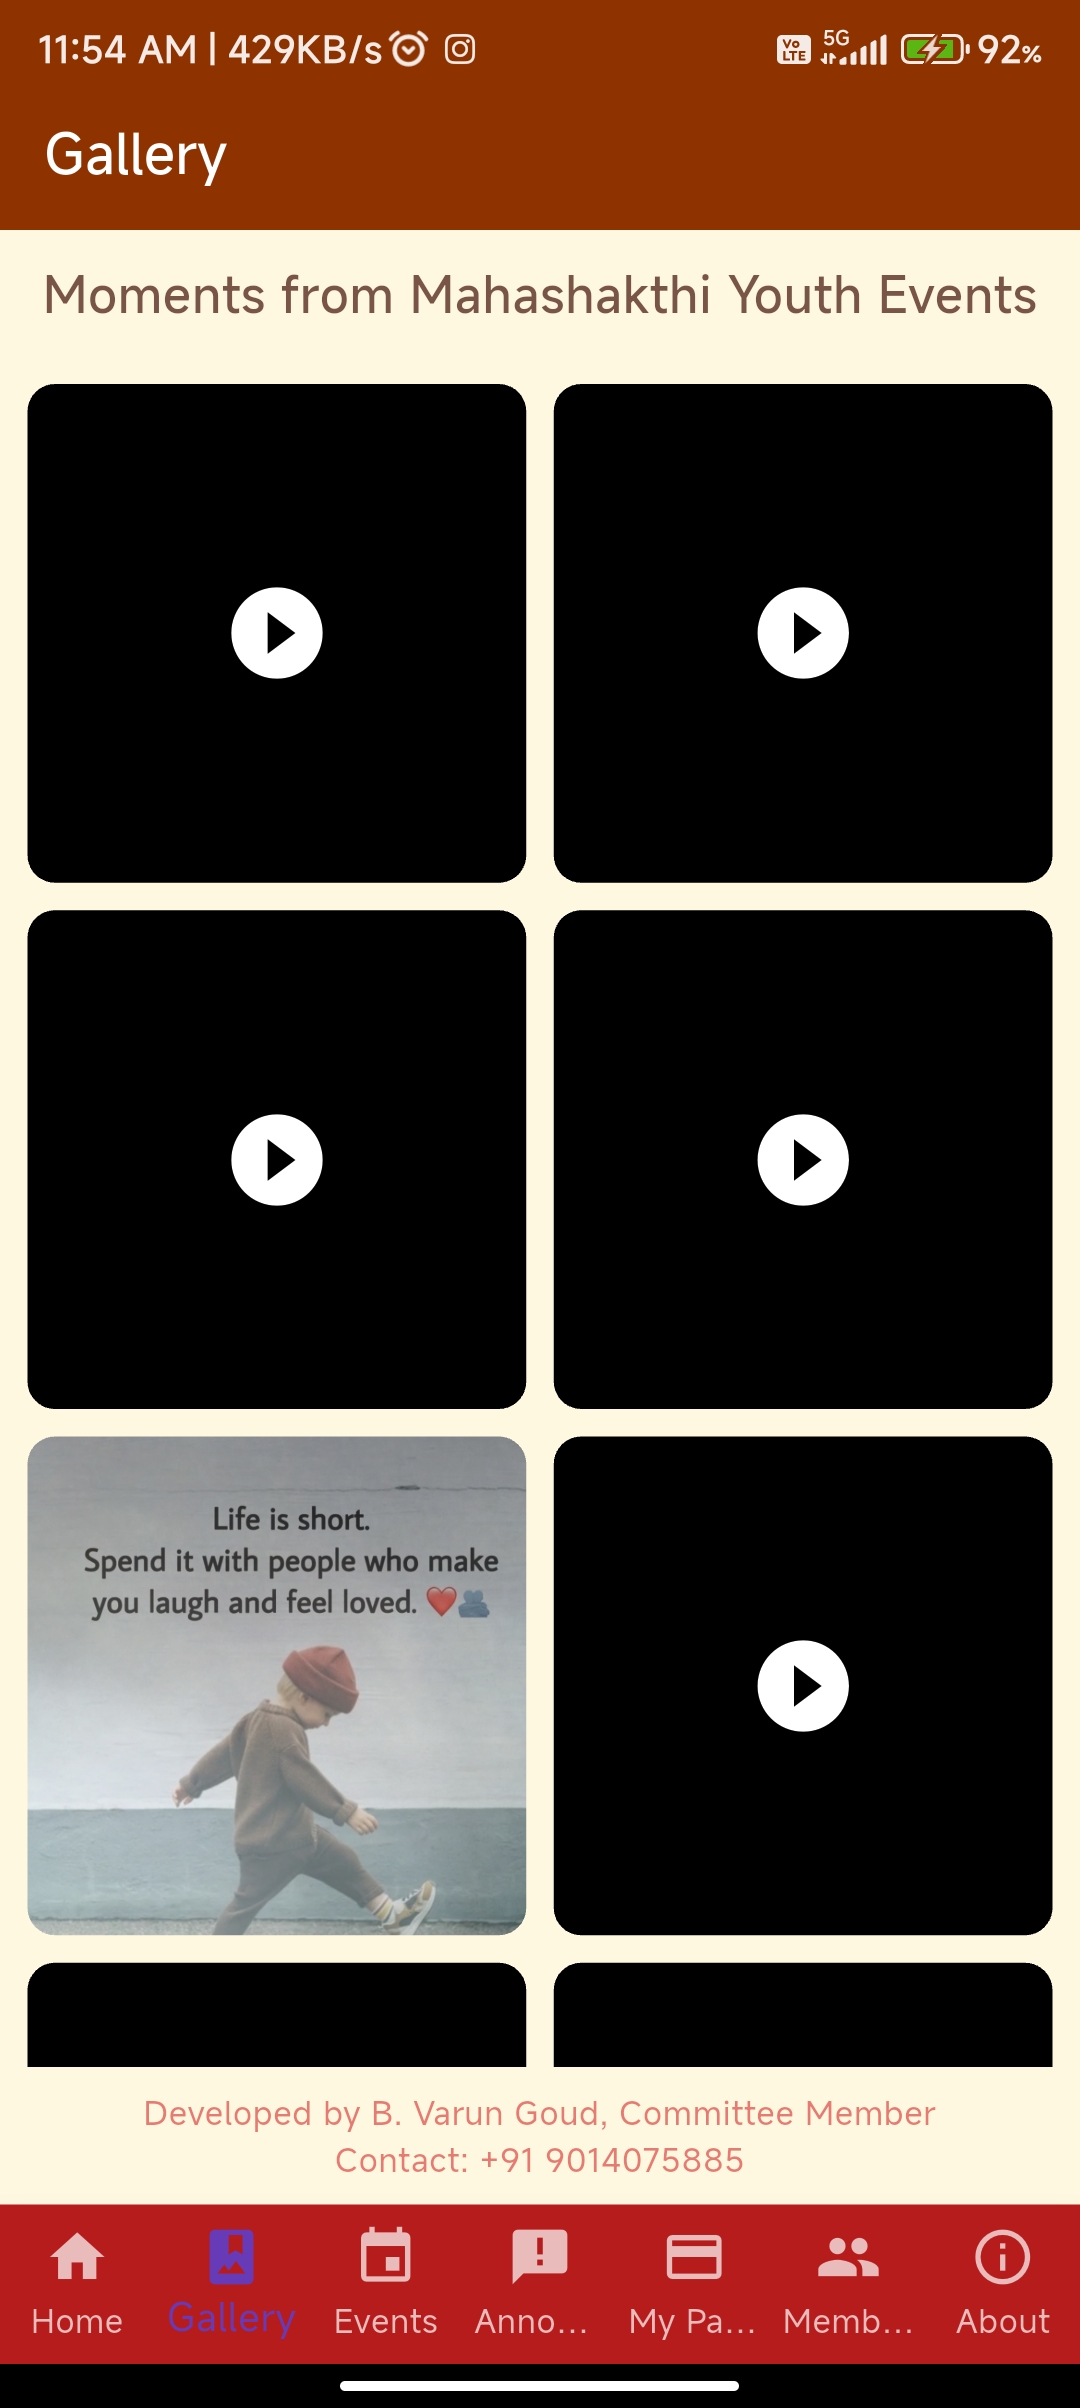 11:54 AM | 429KB/s Vo LTE 5G 92%
Gallery
Moments from Mahashakthi Youth Events
Life is short.
Spend it with people who make
you laugh and feel loved. ❤️🫂
Developed by B. Varun Goud, Committee Member
Contact: +91 9014075885
Home Gallery Events Anno... My Pa... Memb... About